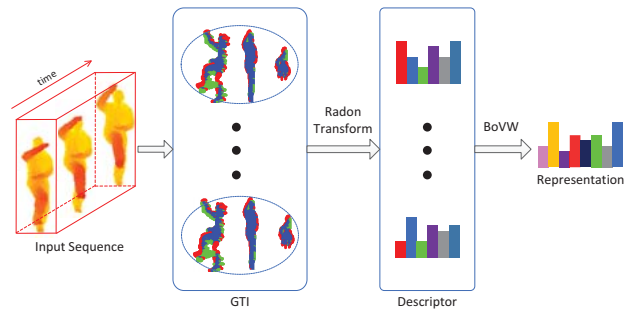 time
Input Sequence
GTI
Radon
Transform
Descriptor
BoVW
Representation